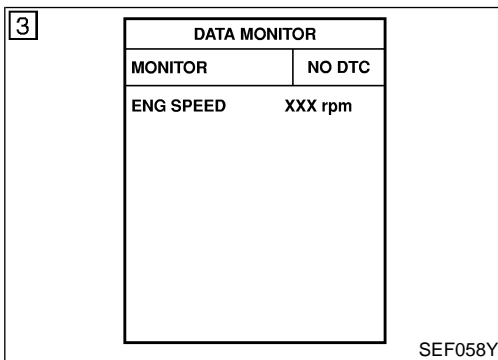 3
DATA MONITOR
MONITOR NO DTC
ENG SPEED XXX rpm
SEF058Y